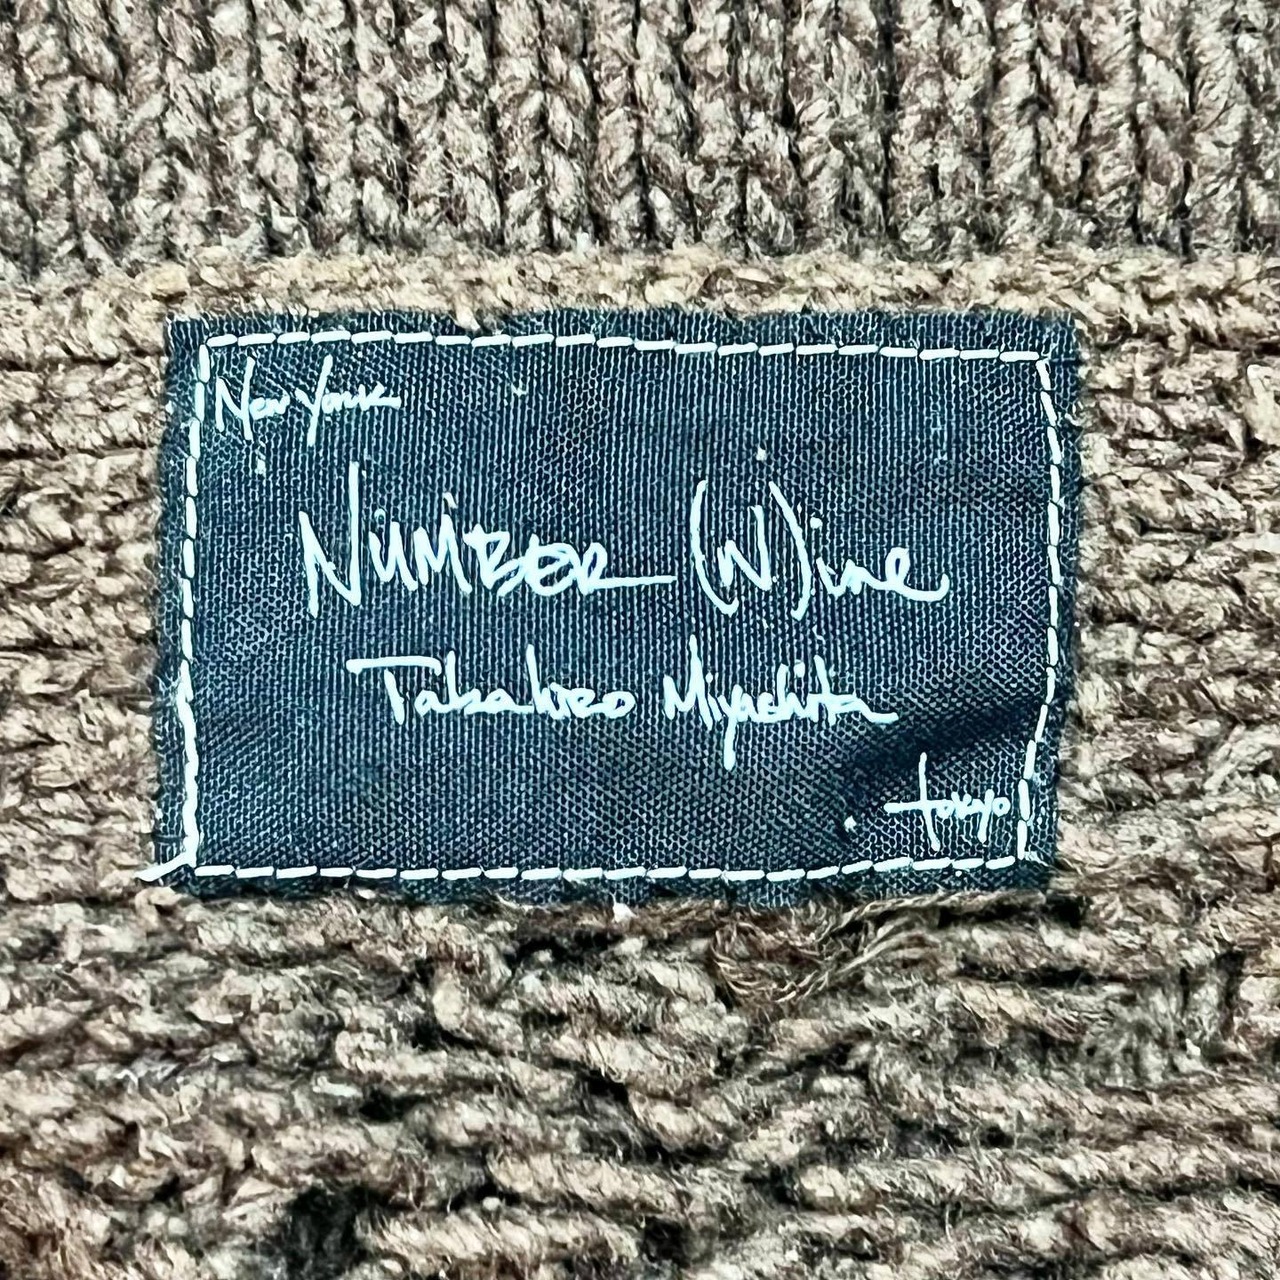 New York
NUMBER (N)ine
Takahiro Miyashita
tokyo